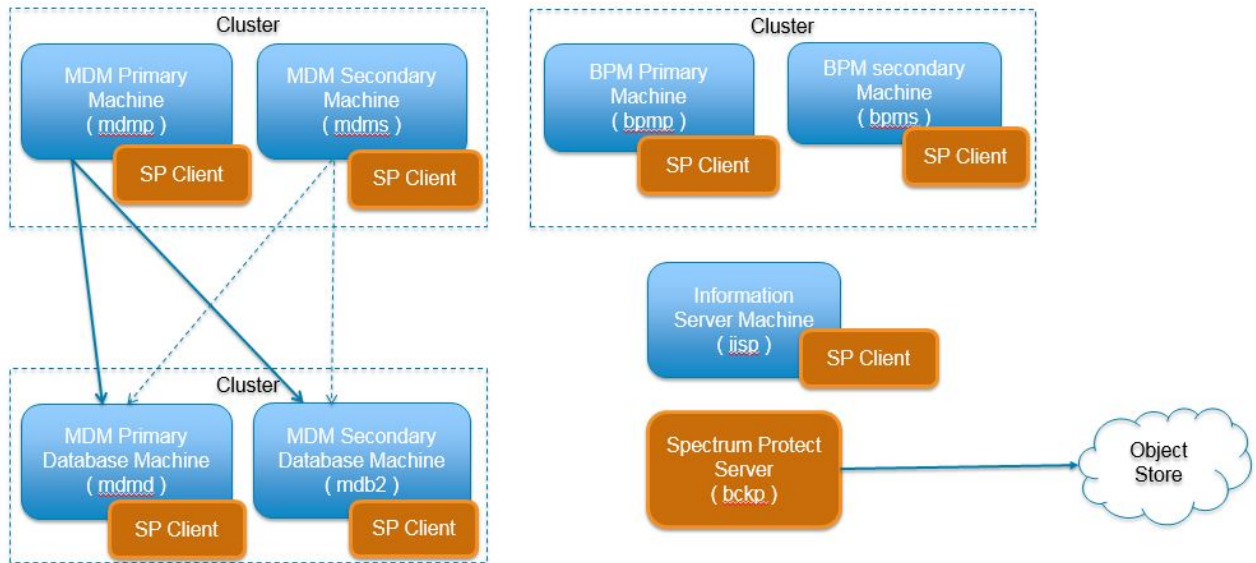 Cluster
MDM Primary
Machine
( mdmp )
SP Client
MDM Secondary
Machine
( mdms )
SP Client
Cluster
BPM Primary
Machine
( bpmp )
SP Client
BPM secondary
Machine
( bpms )
SP Client
Information
Server Machine
( iisp )
SP Client
Cluster
MDM Primary
Database Machine
( mdmd )
SP Client
MDM Secondary
Database Machine
( mdb2 )
SP Client
Spectrum Protect
Server
( bckp )
Object
Store